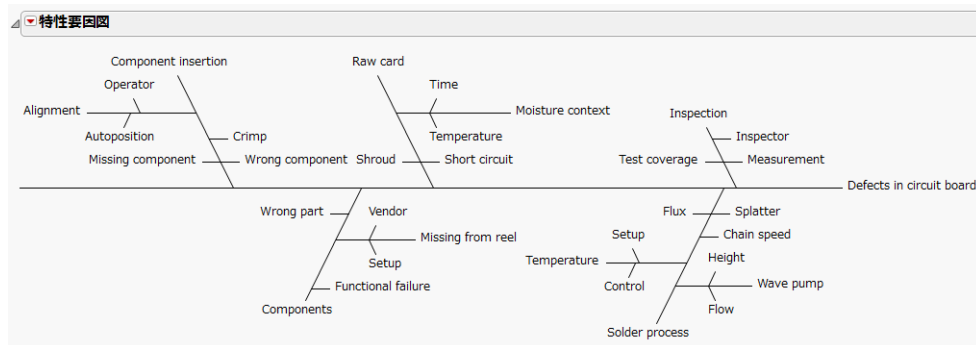 特性要因図
Component insertion
Raw card
Operator
Time
Alignment
Moisture context
Inspection
Autoposition
Crimp
Temperature
Inspector
Missing component
Wrong component
Shroud
Short circuit
Test coverage
Measurement
Defects in circuit board
Wrong part
Vendor
Flux
Splatter
Missing from reel
Setup
Chain speed
Setup
Temperature
Height
Functional failure
Control
Wave pump
Components
Flow
Solder process